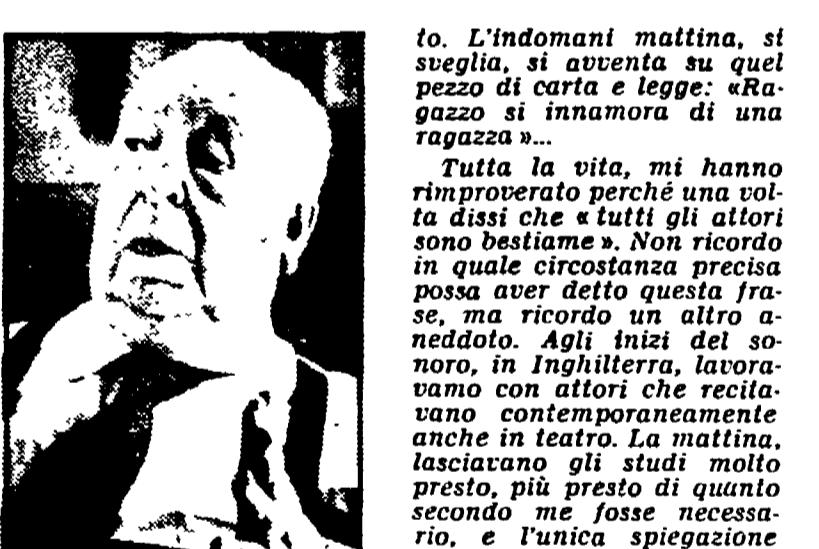 to. L'indomani mattina, si
sveglia, si avventa su quel
pezzo di carta e legge: «Ra-
gazzo si innamora di una
ragazza»...
Tutta la vita, mi hanno
rimproverato perché una vol-
ta dissi che «tutti gli attori
sono bestiame». Non ricordo
in quale circostanza precisa
possa aver detto questa fra-
se, ma ricordo un altro a-
neddoto. Agli inizi del so-
noro, in Inghilterra, lavora-
vamo con attori che recita-
vano contemporaneamente
anche in teatro. La mattina,
lasciavano gli studi molto
presto, più presto di quanto
secondo me fosse necessa-
rio, e l'unica spiegazione